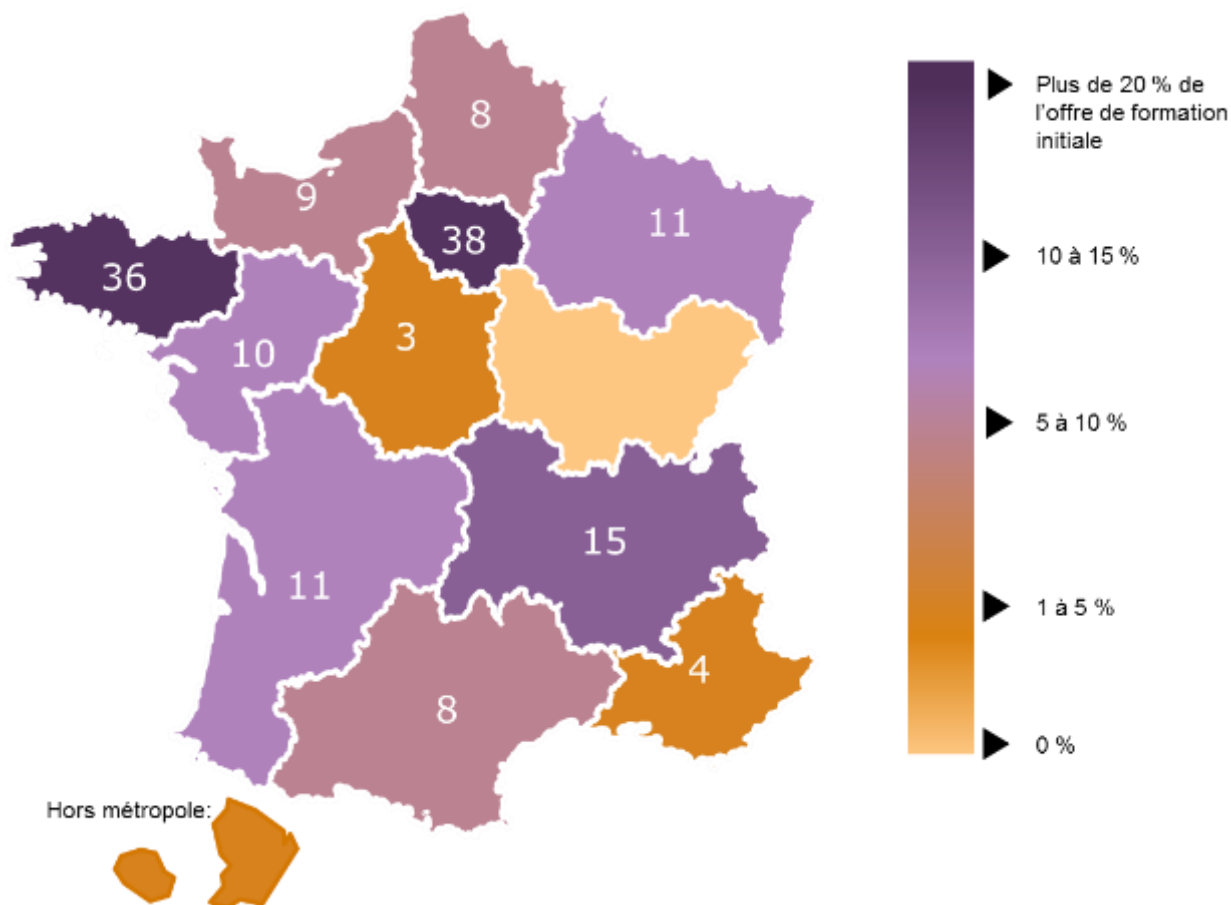 8
9
38
11
36
10
3
15
11
4
8
Hors métropole:
Plus de 20 % de
l'offre de formation
initiale
10 à 15 %
5 à 10 %
1 à 5 %
0 %